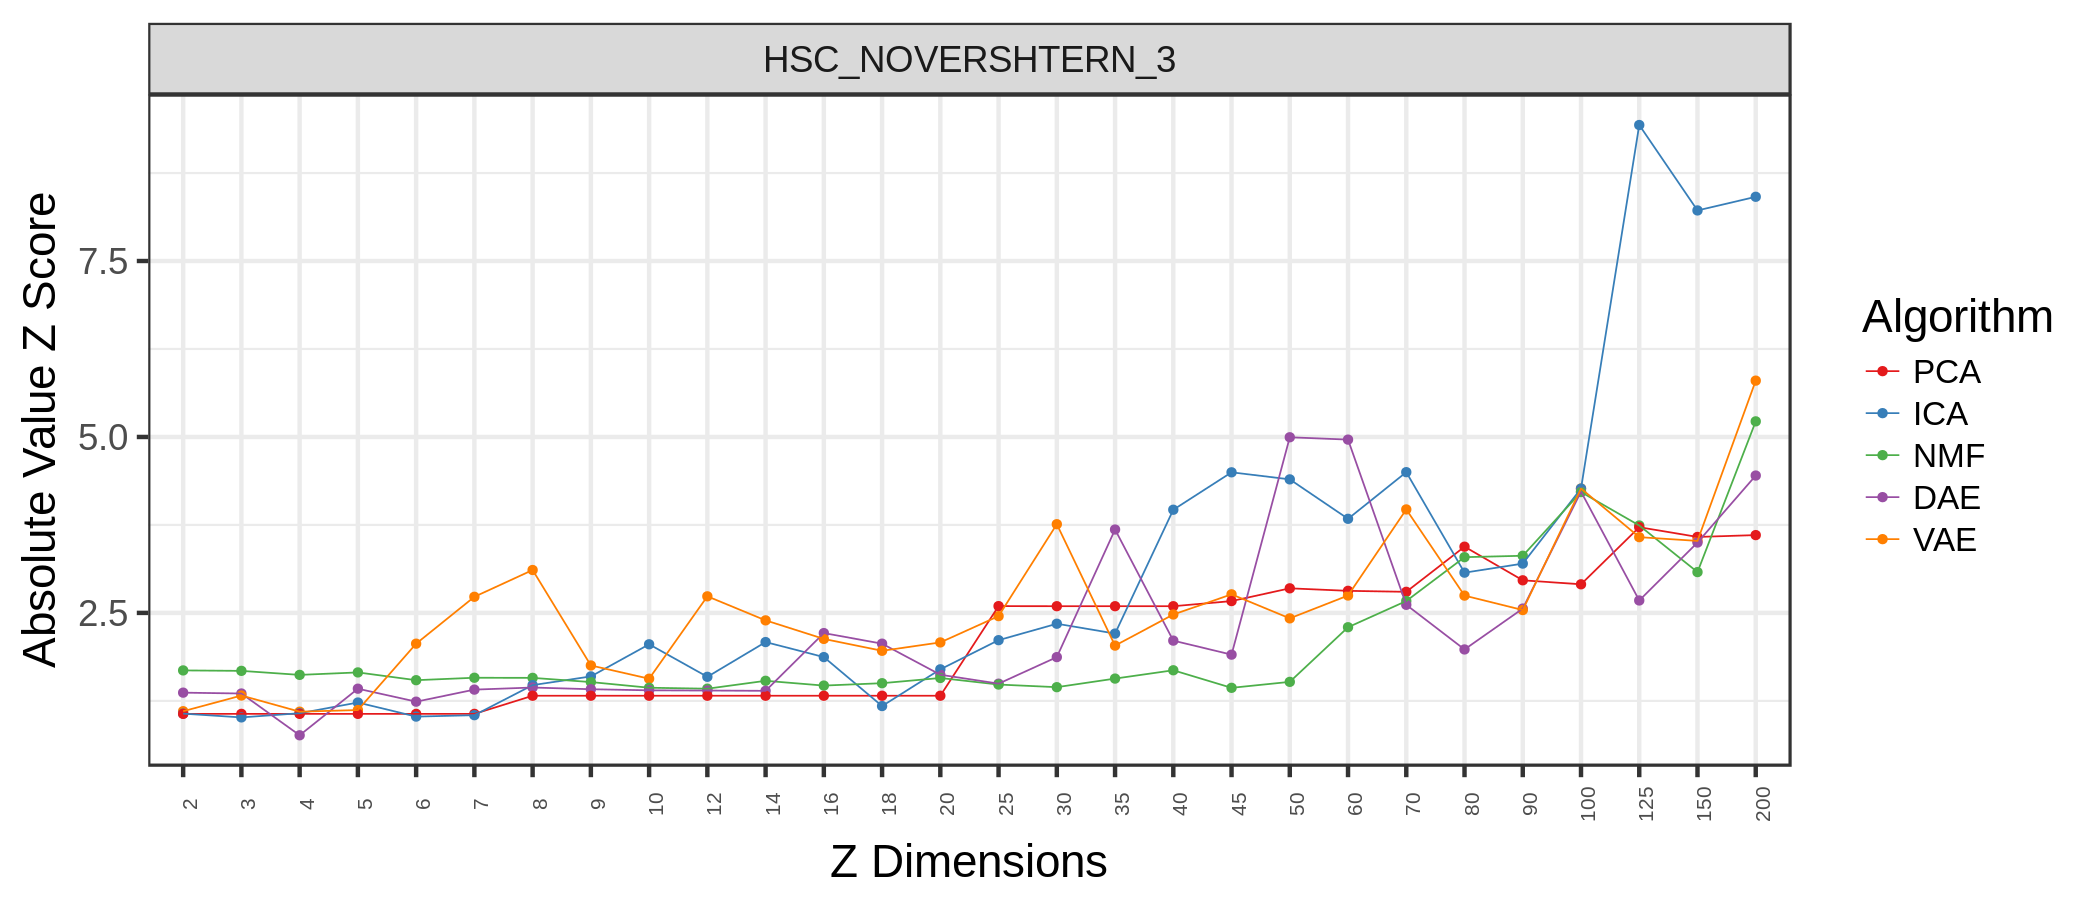 HSC_NOVERSHTERN_3
Absolute Value Z Score
7.5
5.0
2.5
2 3 4 5 6 7 8 9 10 12 14 16 18 20 25 30 35 40 45 50 60 70 80 90 100 125 150 200
Z Dimensions
Algorithm
PCA
ICA
NMF
DAE
VAE